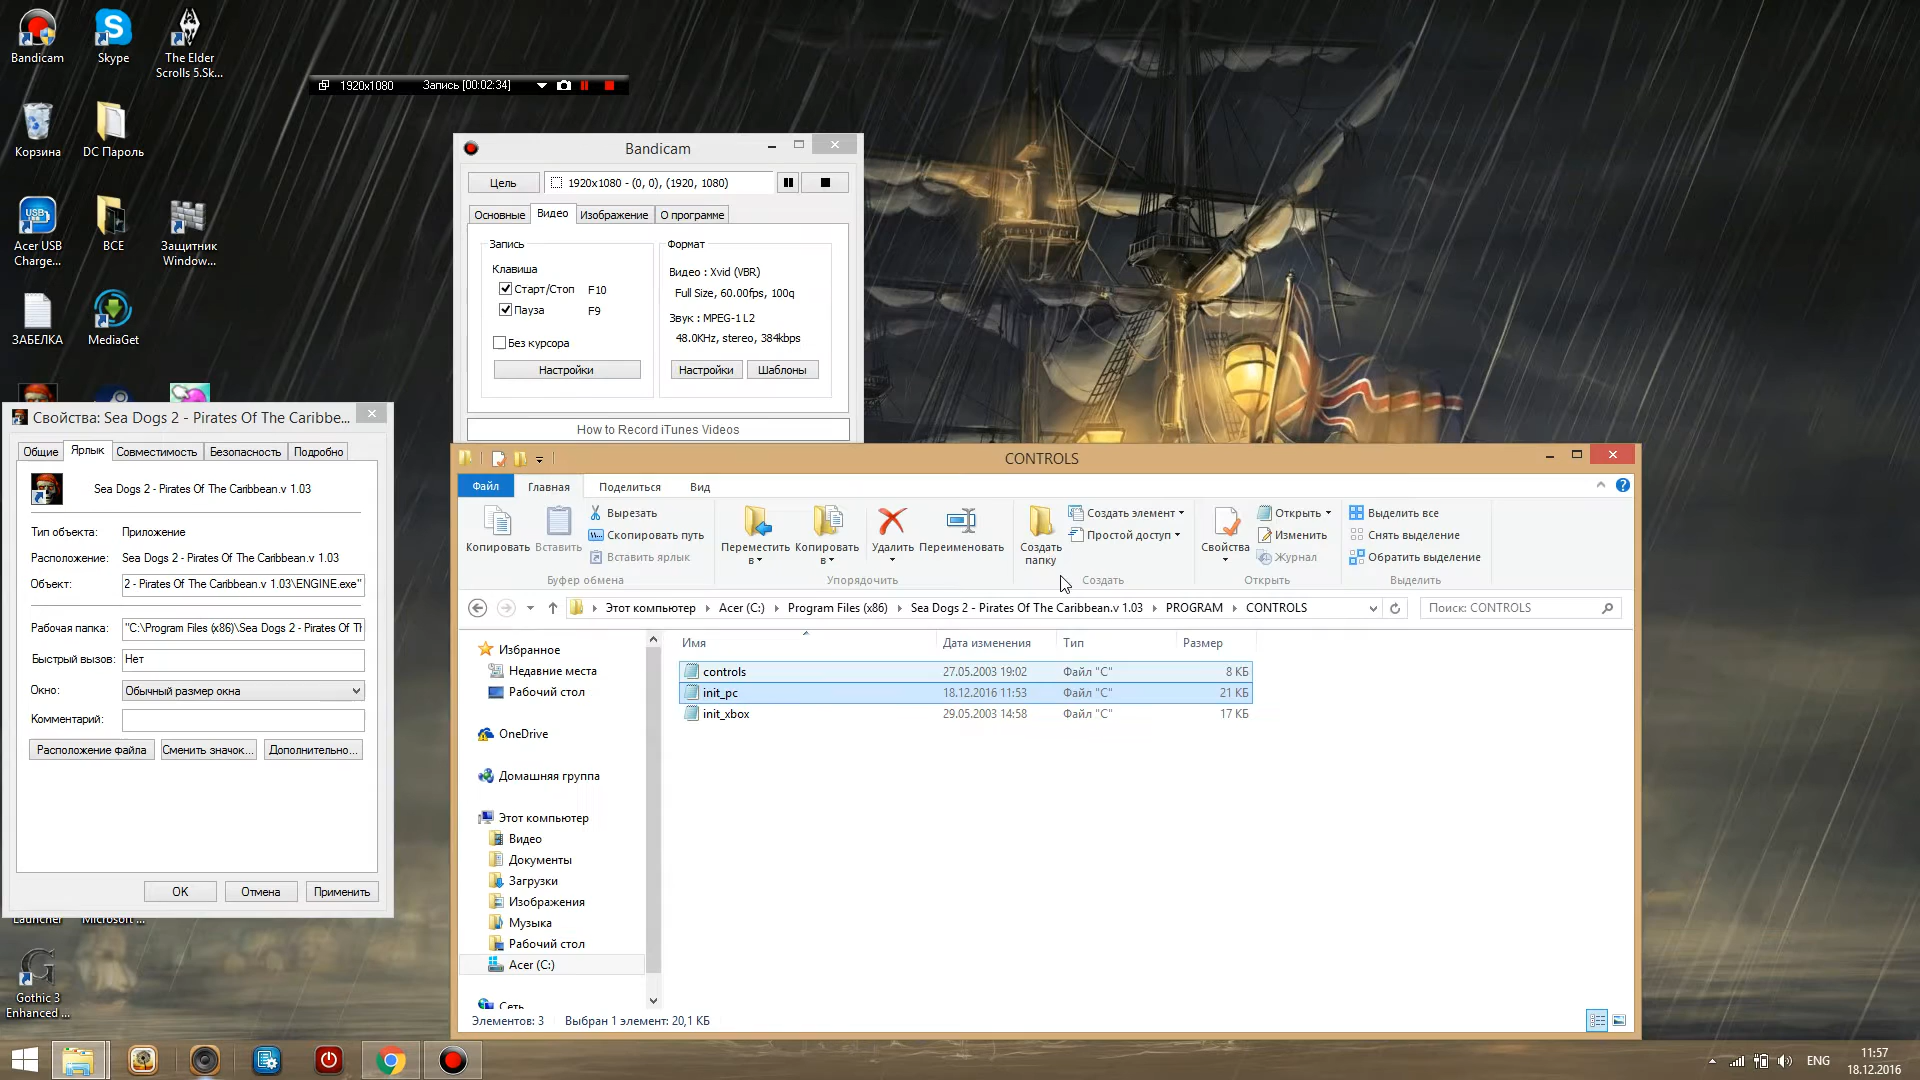 Bandicam
Skype
The Elder
Scrolls 5.Sk...
Корзина
DC Пароль
Acer USB
Charge...
ВСЕ
Защитник
Window...
ЗАБЕЛКА
MediaGet
1920x1080
Запись [00:02:34]
Bandicam
Цель
1920x1080 - (0, 0), (1920, 1080)
Основные
Видео
Изображение
О программе
Запись
Клавиша
Старт/Стоп
F10
Пауза
F9
Без курсора
Настройки
Формат
Видео : Xvid (VBR)
Full Size, 60.00fps, 100q
Звук : MPEG-1 L2
48.0KHz, stereo, 384kbps
Настройки
Шаблоны
How to Record iTunes Videos
Свойства: Sea Dogs 2 - Pirates Of The Caribbe...
Общие
Ярлык
Совместимость
Безопасность
Подробно
Sea Dogs 2 - Pirates Of The Caribbean.v 1.03
Тип объекта:
Приложение
Расположение:
Sea Dogs 2 - Pirates Of The Caribbean.v 1.03
Объект:
2 - Pirates Of The Caribbean.v 1.03\ENGINE.exe"
Рабочая папка:
"C:\Program Files (x86)\Sea Dogs 2 - Pirates Of Tl
Быстрый вызов:
Нет
Окно:
Обычный размер окна
Комментарий:
Расположение файла
Сменить значок...
Дополнительно...
OK
Отмена
Применить
Launcher
Microsoft ...
Gothic 3
Enhanced ...
CONTROLS
Файл
Главная
Поделиться
Вид
Копировать
Вставить
Вырезать
Скопировать путь
Вставить ярлык
Буфер обмена
Переместить
в
Копировать
в
Удалить
Переименовать
Упорядочить
Создать
папку
Создать элемент
Простой доступ
Создать
Свойства
Открыть
Изменить
Журнал
Открыть
Выделить все
Снять выделение
Обратить выделение
Выделить
Этот компьютер
Acer (C:)
Program Files (x86)
Sea Dogs 2 - Pirates Of The Caribbean.v 1.03
PROGRAM
CONTROLS
Поиск: CONTROLS
Избранное
Недавние места
Рабочий стол
OneDrive
Домашняя группа
Этот компьютер
Видео
Документы
Загрузки
Изображения
Музыка
Рабочий стол
Acer (C:)
Сеть
Имя
Дата изменения
Тип
Размер
controls
27.05.2003 19:02
Файл "C"
8 КБ
init_pc
18.12.2016 11:53
Файл "C"
21 КБ
init_xbox
29.05.2003 14:58
Файл "C"
17 КБ
Элементов: 3
Выбран 1 элемент: 20,1 КБ
ENG
11:57
18.12.2016